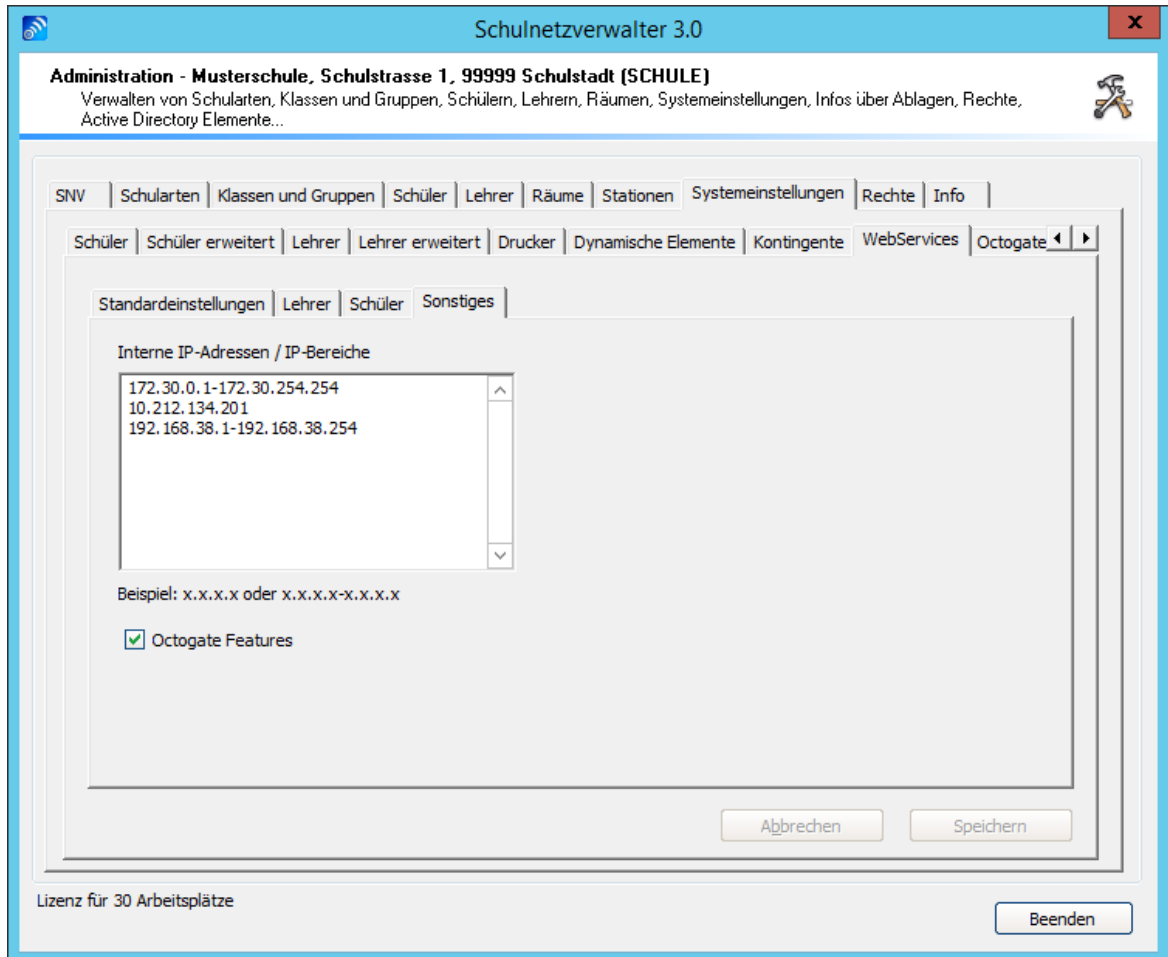 Schulnetzverwalter 3.0
x
Administration - Musterschule, Schulstrasse 1, 99999 Schulstadt (SCHULE)
Verwalten von Schularten, Klassen und Gruppen, Schülern, Lehrern, Räumen, Systemeinstellungen, Infos über Ablagen, Rechte,
Active Directory Elemente...
SNV Schularten Klassen und Gruppen Schüler Lehrer Räume Stationen Systemeinstellungen Rechte Info
Schüler Schüler erweitert Lehrer Lehrer erweitert Drucker Dynamische Elemente Kontingente WebServices Octogate
Standardeinstellungen Lehrer Schüler Sonstiges
Interne IP-Adressen / IP-Bereiche
172.30.0.1-172.30.254.254
10.212.134.201
192.168.38.1-192.168.38.254
Beispiel: x.x.x.x oder x.x.x.x-x.x.x.x
Octogate Features
Abbrechen Speichern
Lizenz für 30 Arbeitsplätze
Beenden